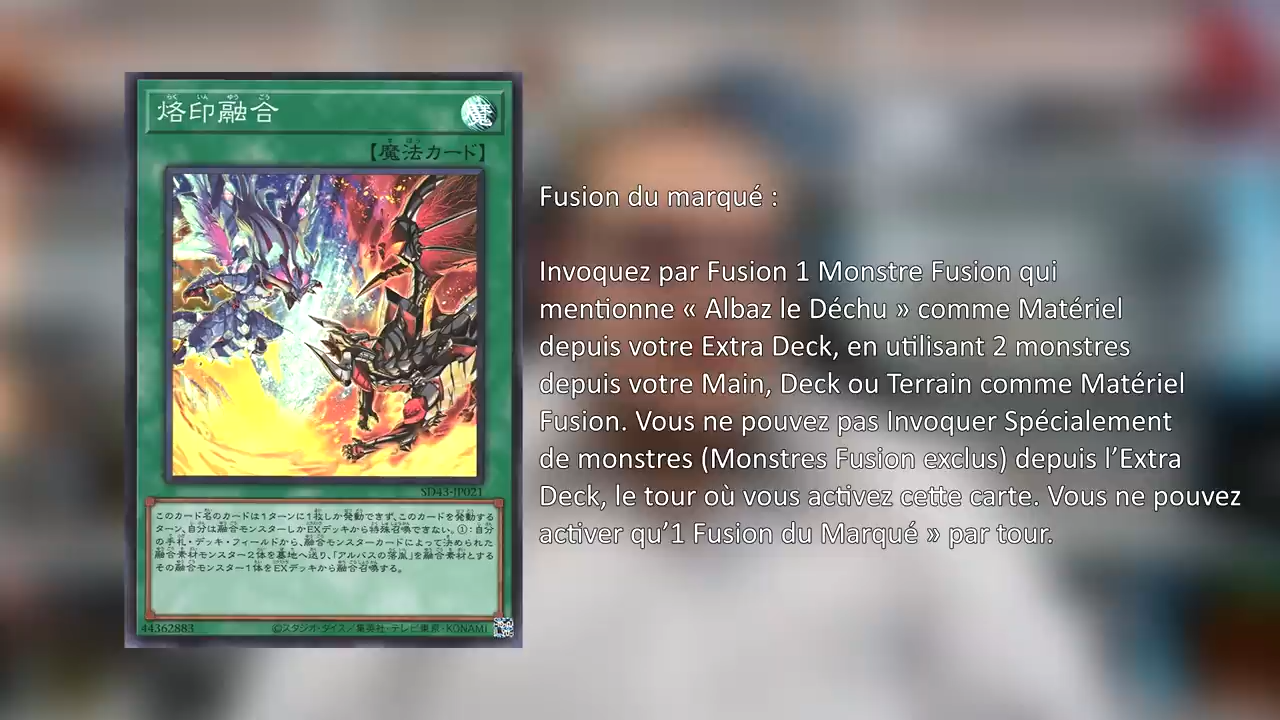 烙印融合
魔
【魔法カード】
SD43-JP021
このカード名のカードは1ターンに1枚しか発動できず、このカードを発動する
ターン、自分は融合モンスターしかEXデッキから特殊召喚できない。①：自分
の手札・デッキ・フィールドから、融合モンスターカードによって決められた
融合素材モンスター2体を墓地へ送り、「アルバスの落胤」を融合素材とする
その融合モンスター1体をEXデッキから融合召喚する。
44362883
©スタジオ・ダイス／集英社・テレビ東京・KONAMI
Fusion du marqué :
Invoquez par Fusion 1 Monstre Fusion qui
mentionne « Albaz le Déchu » comme Matériel
depuis votre Extra Deck, en utilisant 2 monstres
depuis votre Main, Deck ou Terrain comme Matériel
Fusion. Vous ne pouvez pas Invoquer Spécialement
de monstres (Monstres Fusion exclus) depuis l’Extra
Deck, le tour où vous activez cette carte. Vous ne pouvez
activer qu’1 Fusion du Marqué » par tour.